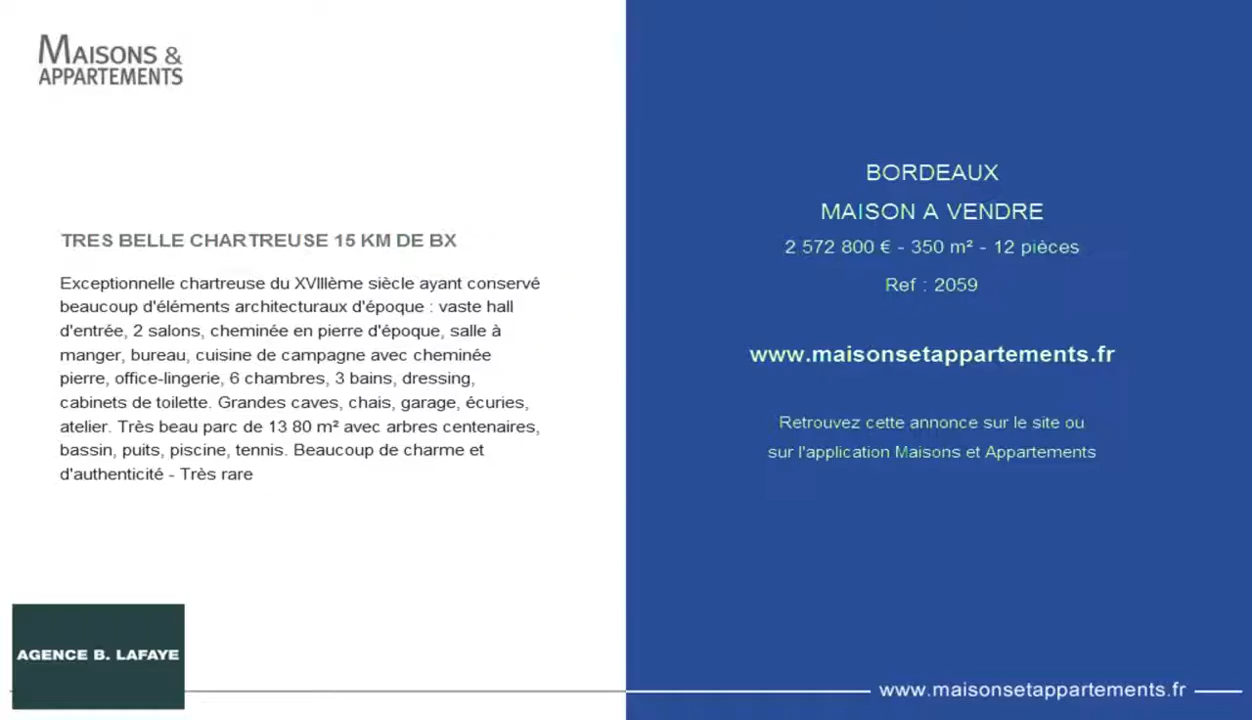 MAISONS &
APPARTEMENTS
TRES BELLE CHARTREUSE 15 KM DE BX
Exceptionnelle chartreuse du XVIIIème siècle ayant conservé
beaucoup d'éléments architecturaux d'époque : vaste hall
d'entrée, 2 salons, cheminée en pierre d'époque, salle à
manger, bureau, cuisine de campagne avec cheminée
pierre, office-lingerie, 6 chambres, 3 bains, dressing,
cabinets de toilette. Grandes caves, chais, garage, écuries,
atelier. Très beau parc de 13 80 m² avec arbres centenaires,
bassin, puits, piscine, tennis. Beaucoup de charme et
d'authenticité - Très rare
AGENCE B. LAFAYE
BORDEAUX
MAISON A VENDRE
2 572 800 € - 350 m² - 12 pièces
Ref : 2059
www.maisonsetappartements.fr
Retrouvez cette annonce sur le site ou
sur l'application Maisons et Appartements
www.maisonsetappartements.fr